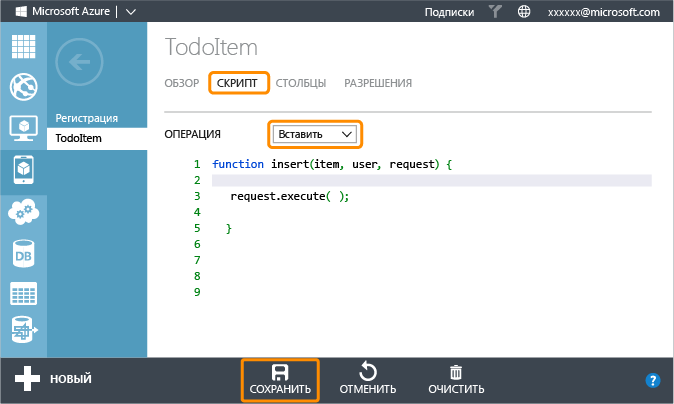 Microsoft Azure
Подписки
xxxxxx@microsoft.com
TodoItem
ОБЗОР СКРИПТ СТОЛБЦЫ РАЗРЕШЕНИЯ
Регистрация
TodoItem
ОПЕРАЦИЯ Вставить
1 function insert(item, user, request) {
2
3 request.execute( );
4
5 }
6
7
8
9
DB
НОВЫЙ
СОХРАНИТЬ
ОТМЕНИТЬ
ОЧИСТИТЬ
?